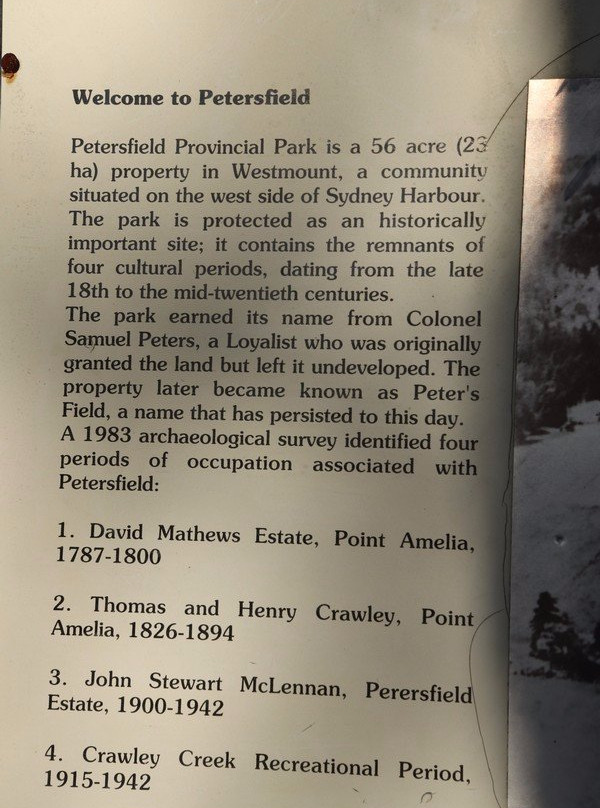 Welcome to Petersfield
Petersfield Provincial Park is a 56 acre (23
ha) property in Westmount, a community
situated on the west side of Sydney Harbour.
The park is protected as an historically
important site; it contains the remnants of
four cultural periods, dating from the late
18th to the mid-twentieth centuries.
The park earned its name from Colonel
Samuel Peters, a Loyalist who was originally
granted the land but left it undeveloped. The
property later became known as Peter's
Field, a name that has persisted to this day.
A 1983 archaeological survey identified four
periods of occupation associated with
Petersfield:
1. David Mathews Estate, Point Amelia,
1787-1800
2. Thomas and Henry Crawley, Point
Amelia, 1826-1894
3. John Stewart McLennan, Perersfield
Estate, 1900-1942
4. Crawley Creek Recreational Period,
1915-1942